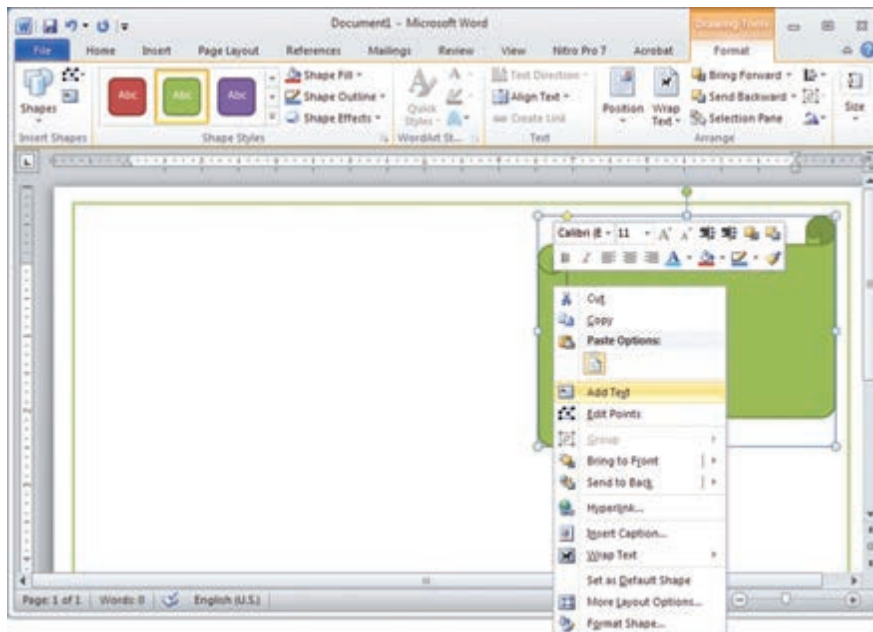 Document1 - Microsoft Word
Drawing Tools
File Home Insert Page Layout References Mailings Review View Nitro Pro 7 Acrobat Format
Shapes
Abc Abc Abc
Shape Fill
Shape Outline
Shape Effects
Quick Styles
Text Direction
Align Text
Create Link
Position
Wrap Text
Bring Forward
Send Backward
Selection Pane
Size
Insert Shapes Shape Styles WordArt St... Text Arrange
Calibri (E 11 A A
B I A
Cut
Copy
Paste Options:
Add Text
Edit Points
Group
Bring to Front
Send to Back
Hyperlink...
Insert Caption...
Wrap Text
Set as Default Shape
More Layout Options...
Format Shape...
Page: 1 of 1 Words: 0 English (U.S.)